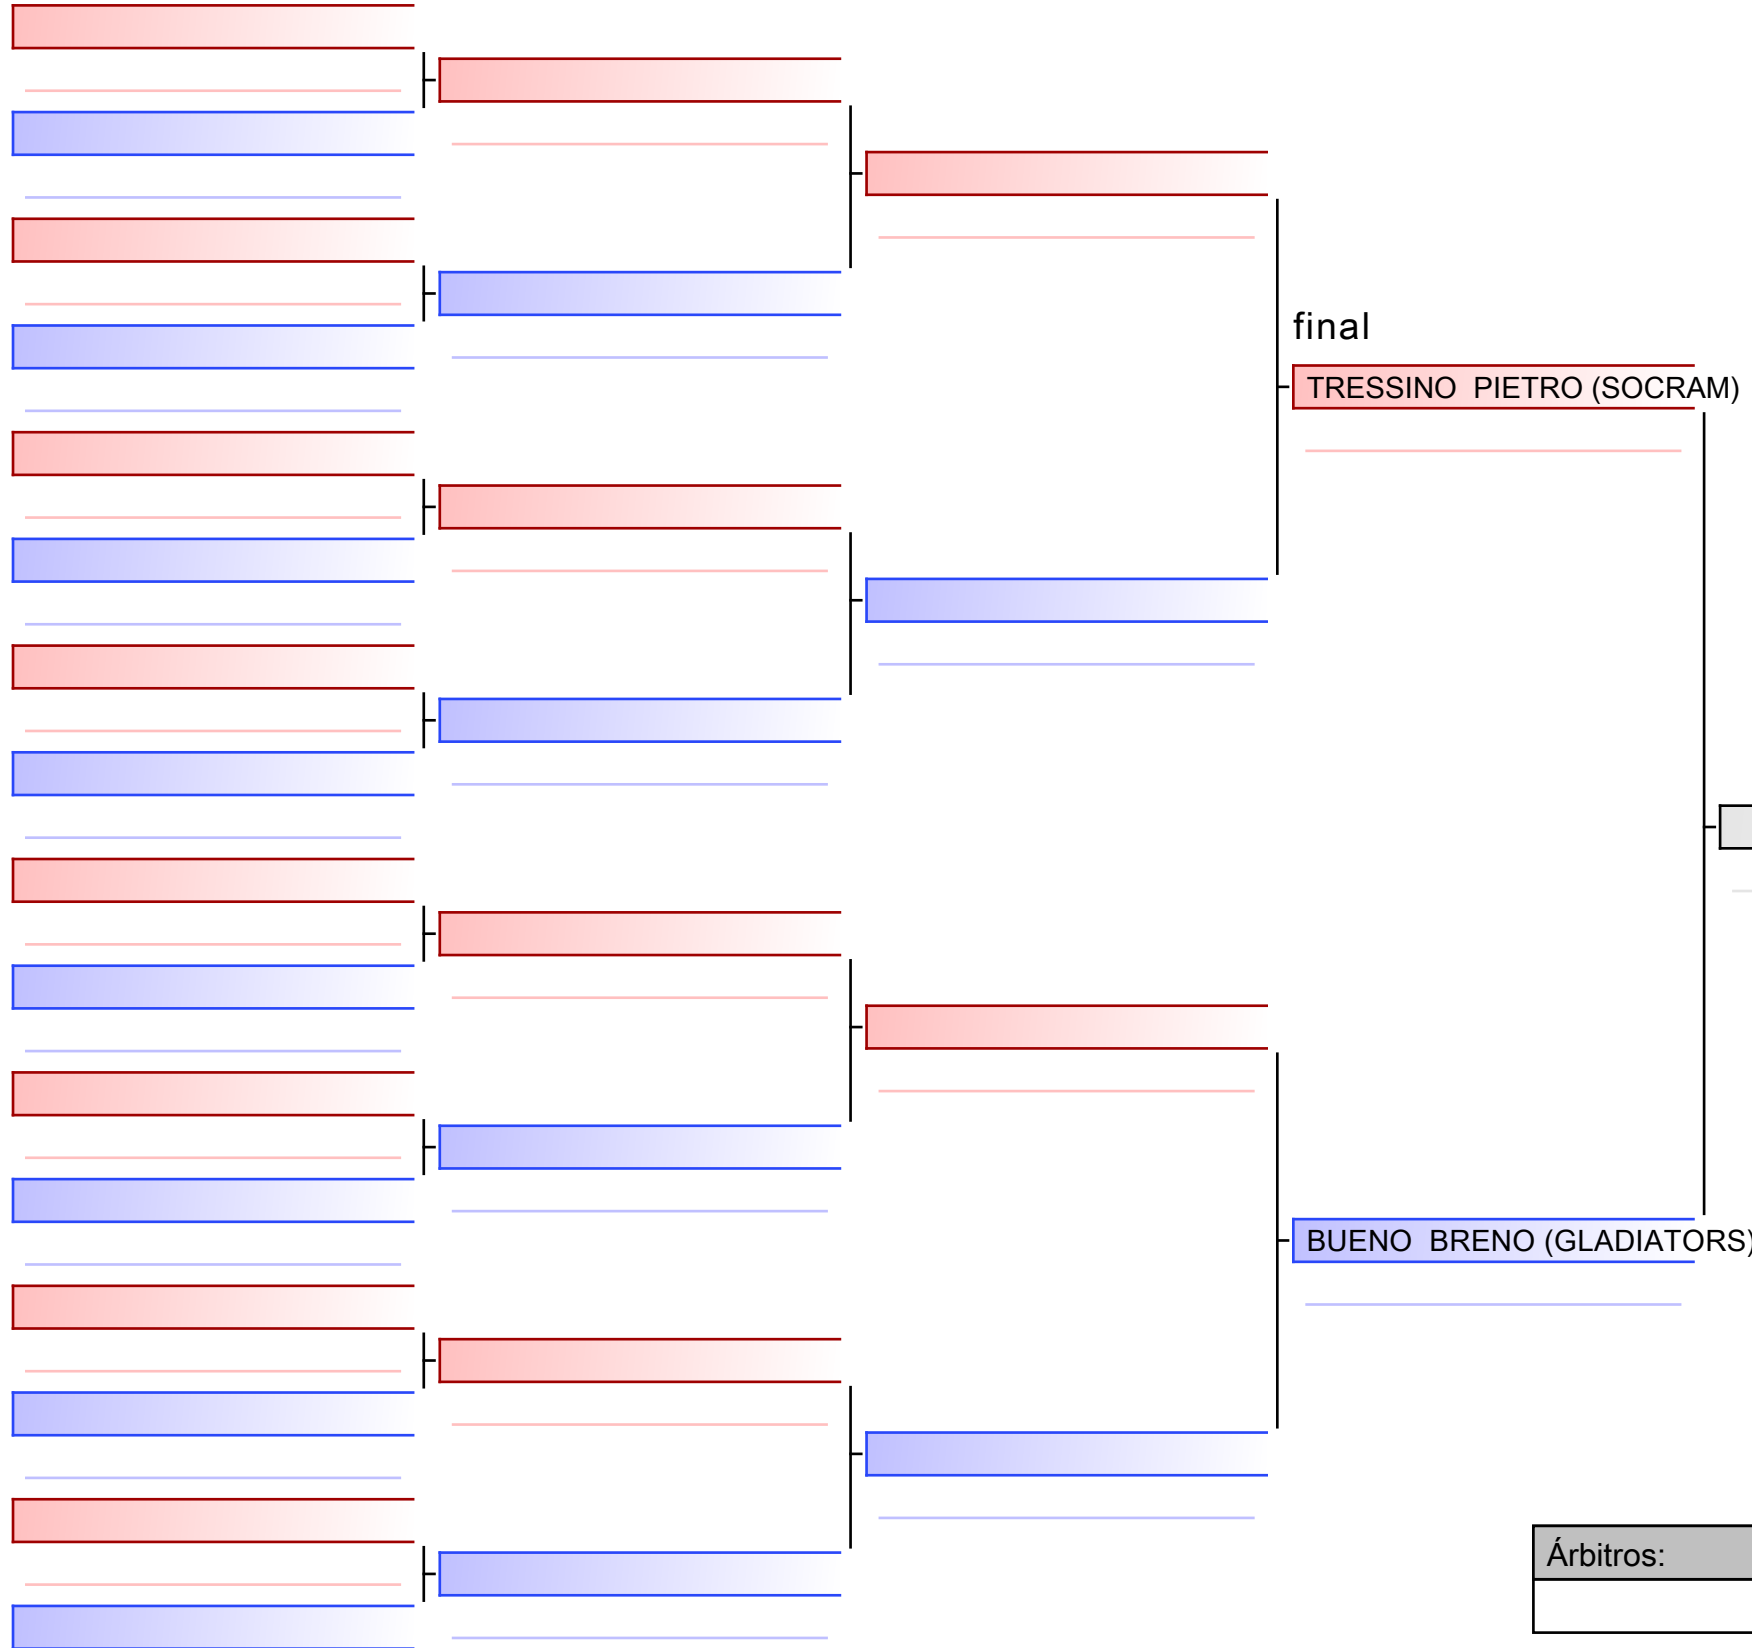 final
TRESSINO  PIETRO (SOCRAM)
BUENO  BRENO (GLADIATORS)
Árbitros: